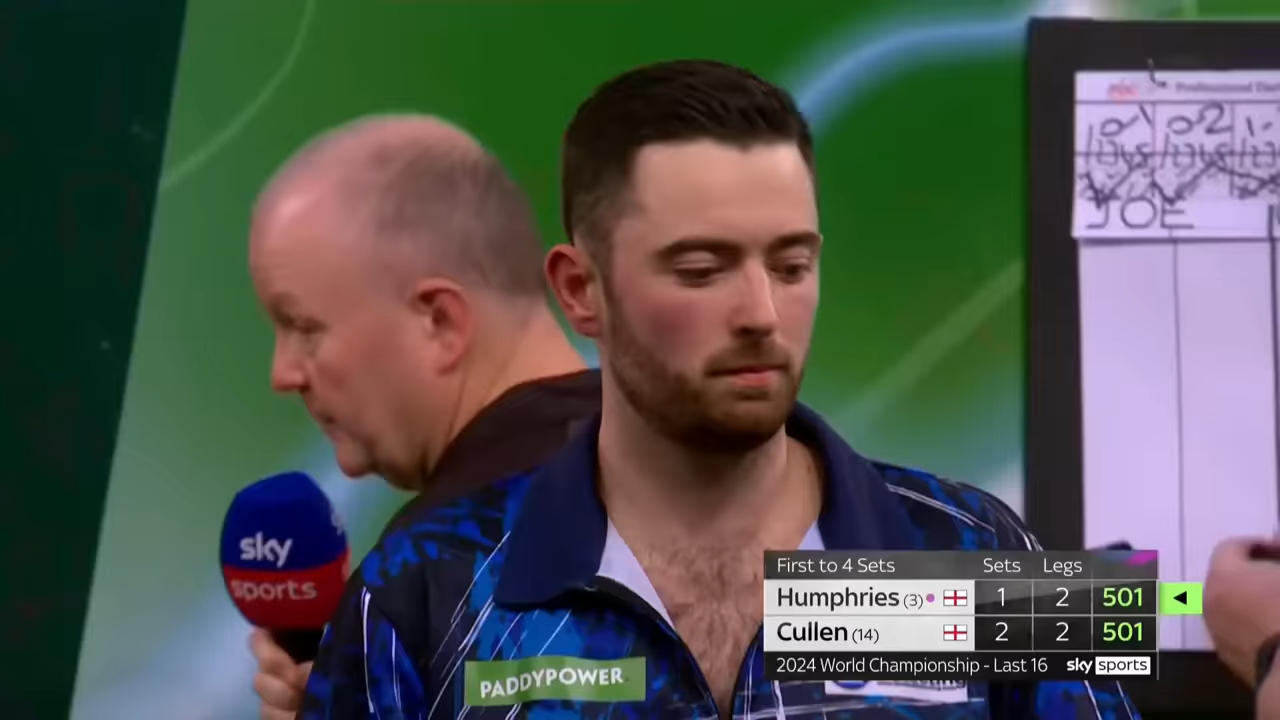 Professional
JOE
sky
sports
PADDYPOWER.
First to 4 Sets Sets Legs
Humphries (3) 1 2 501
Cullen (14) 2 2 501
2024 World Championship - Last 16 sky sports